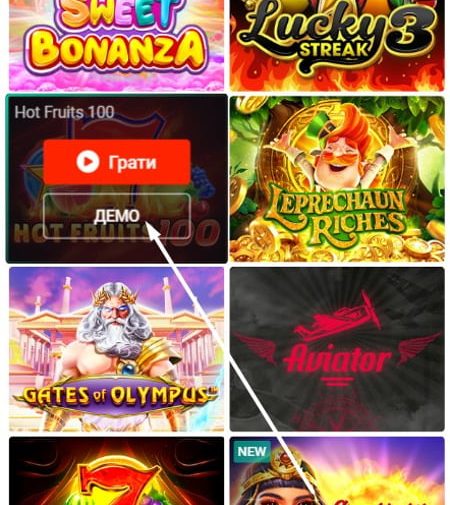 SWEET
BONANZA
Lucky
STREAK 3
Hot Fruits 100
Грати
ДЕМО
HOT FRUITS 100
LEPRECHAUN
RICHES
GATES of OLYMPUS™
Aviator
NEW